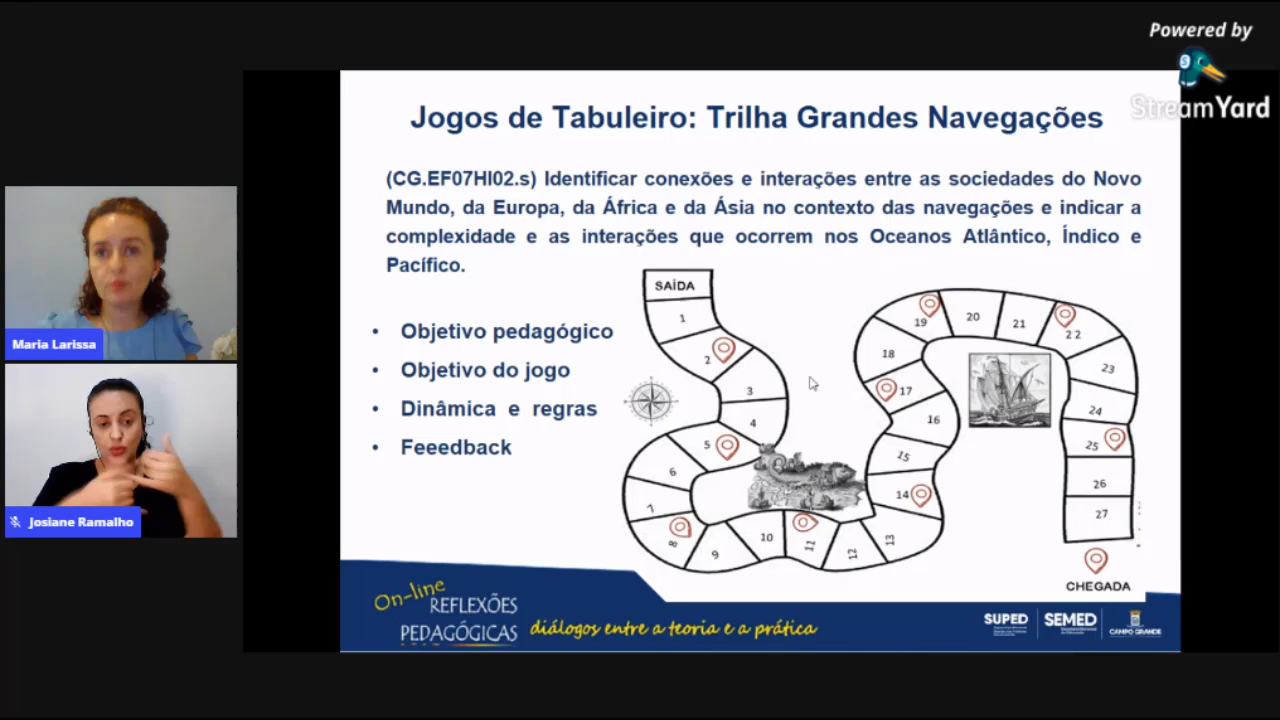 Powered by
StreamYard
Jogos de Tabuleiro: Trilha Grandes Navegações
(CG.EF07HI02.s) Identificar conexões e interações entre as sociedades do Novo
Mundo, da Europa, da África e da Ásia no contexto das navegações e indicar a
complexidade e as interações que ocorrem nos Oceanos Atlântico, Índico e
Pacífico.
• Objetivo pedagógico
• Objetivo do jogo
• Dinâmica e regras
• Feeedback
SAÍDA
1
2
3
4
5
6
7
8
9
10
11
12
13
14
15
16
17
18
19
20
21
22
23
24
25
26
27
CHEGADA
Maria Larissa
Josiane Ramalho
On-line
REFLEXÕES
PEDAGÓGICAS
diálogos entre a teoria e a prática
SUPED
SEMED
CAMPO GRANDE